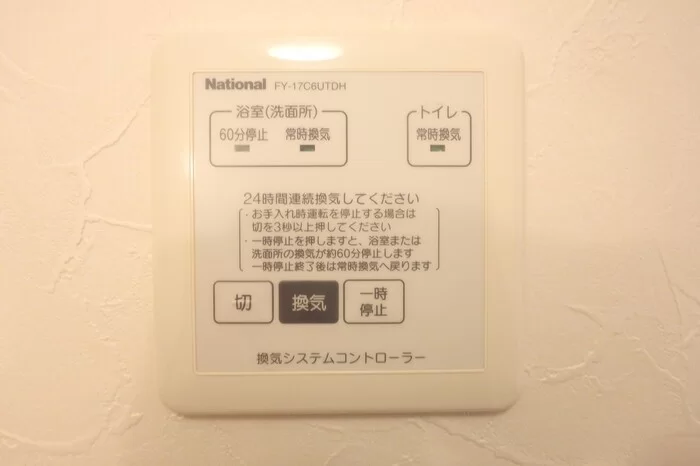 National FY-17C6UTDH
浴室(洗面所)
トイレ
60分停止 常時換気
常時換気
24時間連続換気してください
・お手入れ時運転を停止する場合は
切を3秒以上押してください
・一時停止を押しますと、浴室または
洗面所の換気が約60分停止します
一時停止終了後は常時換気へ戻ります
切
換気
一時
停止
換気システムコントローラー